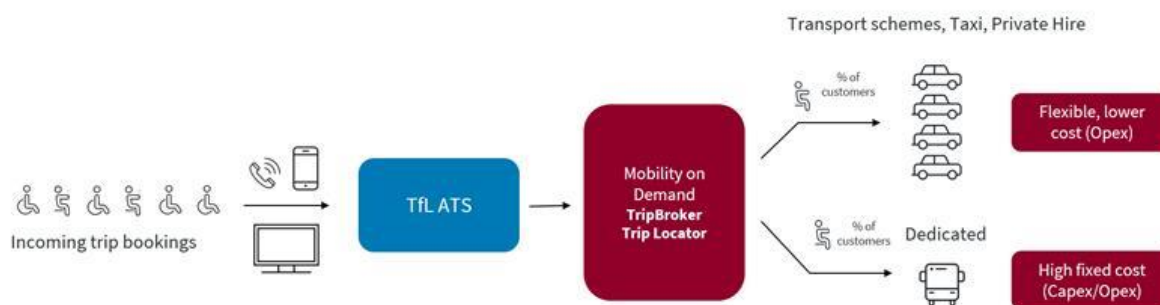 Transport schemes, Taxi, Private Hire
% of
customers
Flexible, lower
cost (Opex)
Incoming trip bookings
TfL ATS
Mobility on
Demand
TripBroker
Trip Locator
% of
customers
Dedicated
High fixed cost
(Capex/Opex)